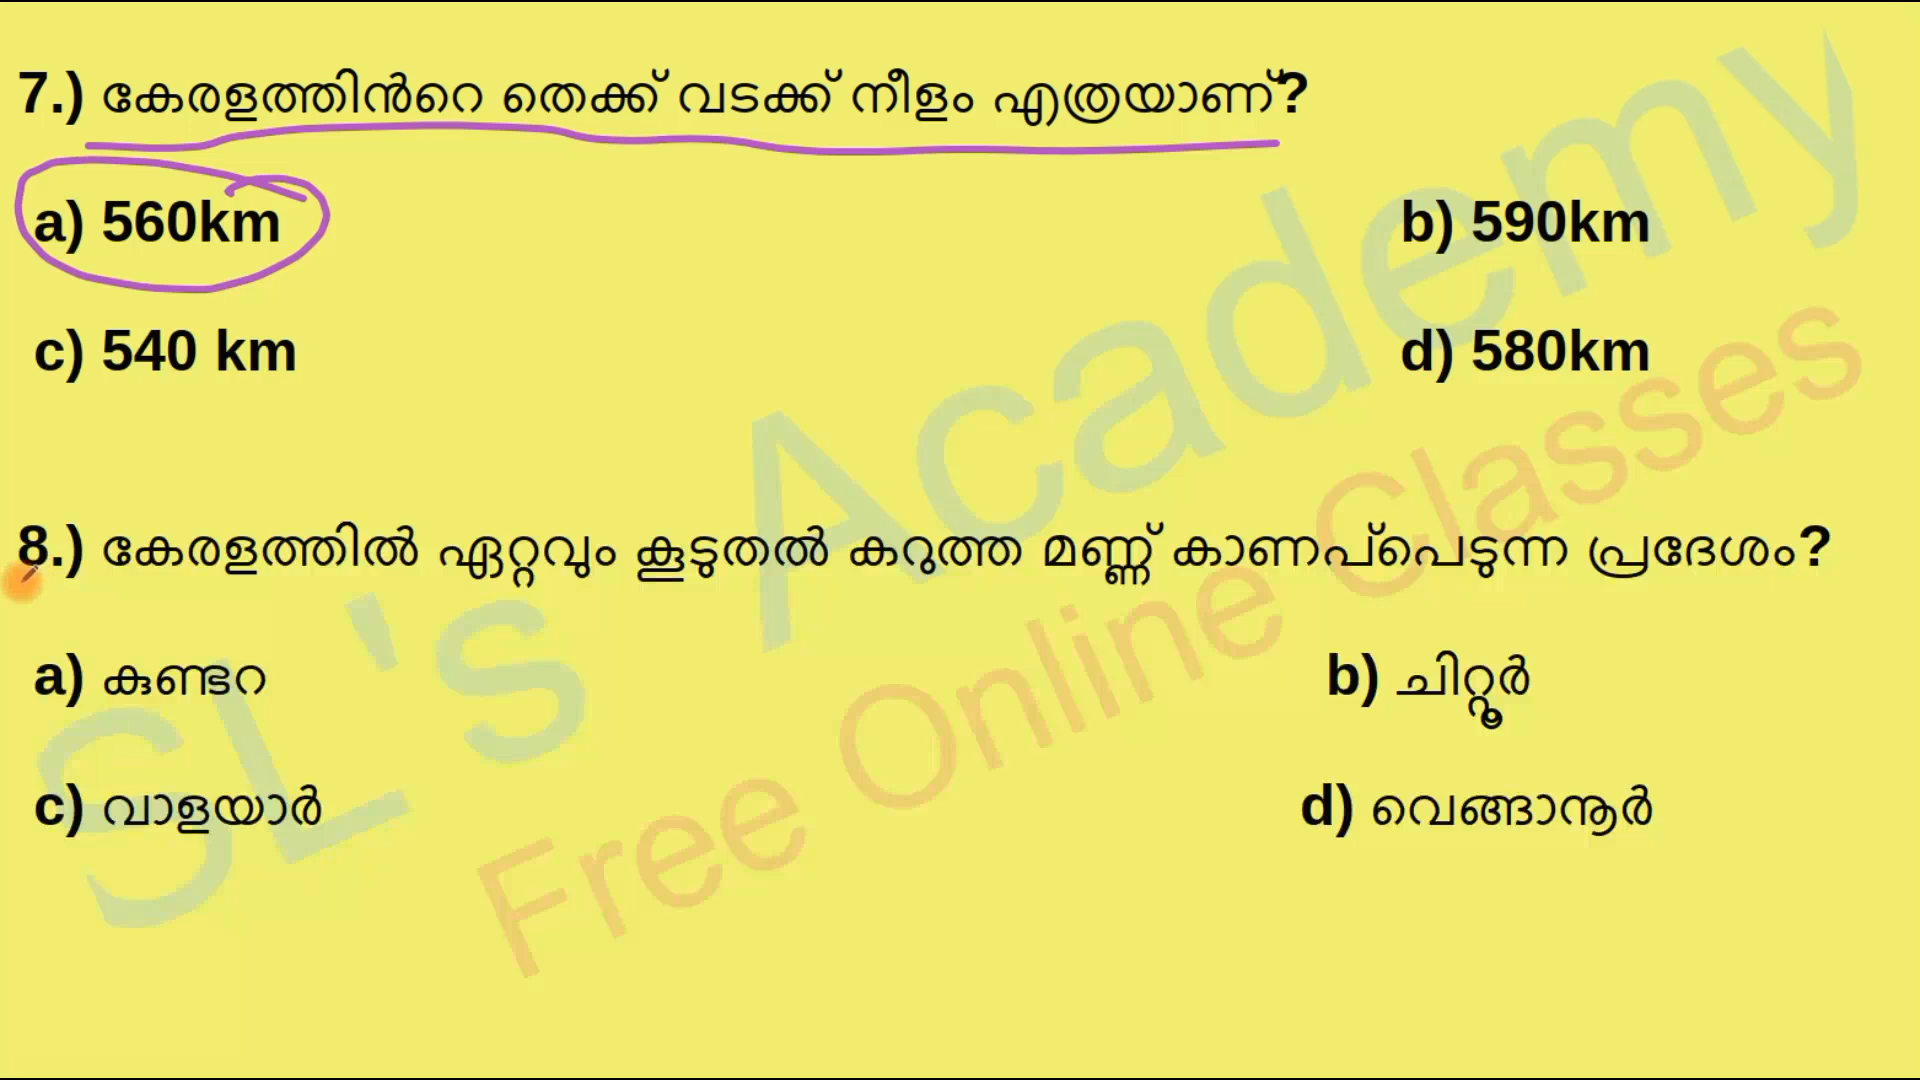 7.) കേരളത്തിൻറെ തെക്ക് വടക്ക് നീളം എത്രയാണ്?
a) 560km b) 590km
c) 540 km d) 580km
8.) കേരളത്തിൽ ഏറ്റവും കൂടുതൽ കറുത്ത മണ്ണ് കാണപ്പെടുന്ന പ്രദേശം?
a) കുണ്ടറ b) ചിറ്റൂർ
c) വാളയാർ d) വെങ്ങാനൂർ
SL's Academy
Free Online Classes